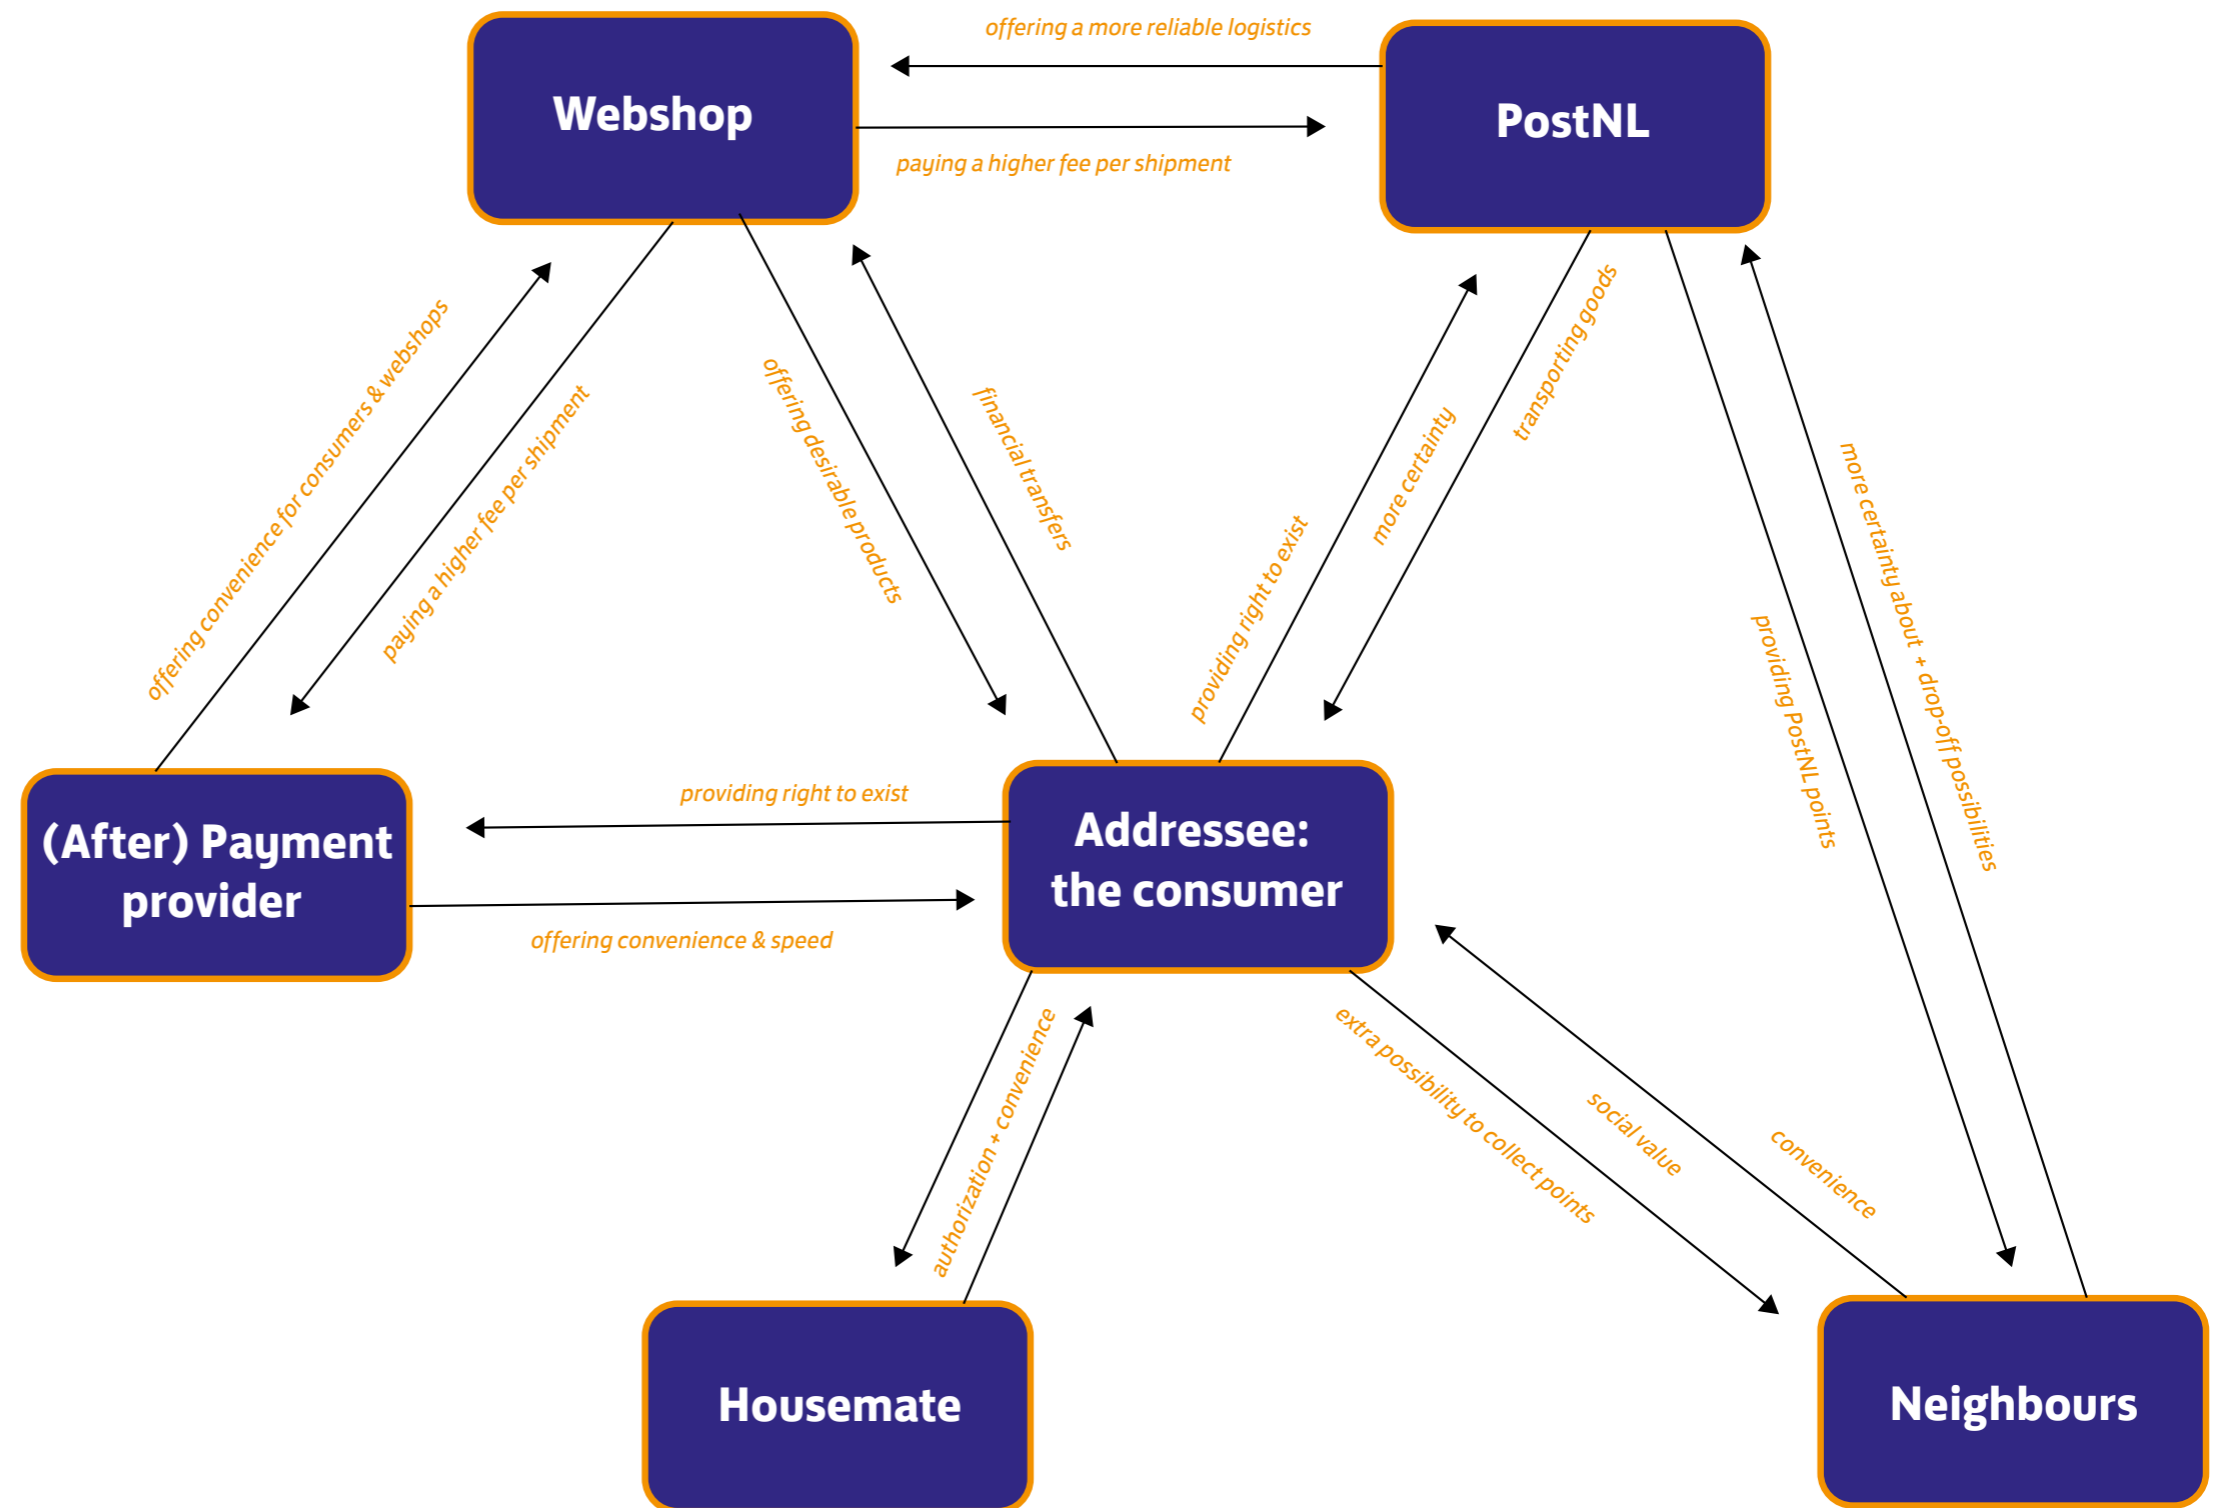 offering a more reliable logistics
Webshop
PostNL
paying a higher fee per shipment
offering convenience for consumers & webshops
paying a higher fee per shipment
offering desirable products
financial transfers
providing right to exist
more certainty
transporting goods
providing PostNL points
more certainty about + drop-off possibilities
(After) Payment
provider
providing right to exist
offering convenience & speed
Addressee:
the consumer
authorization + convenience
extra possibility to collect points
social value
convenience
Housemate
Neighbours